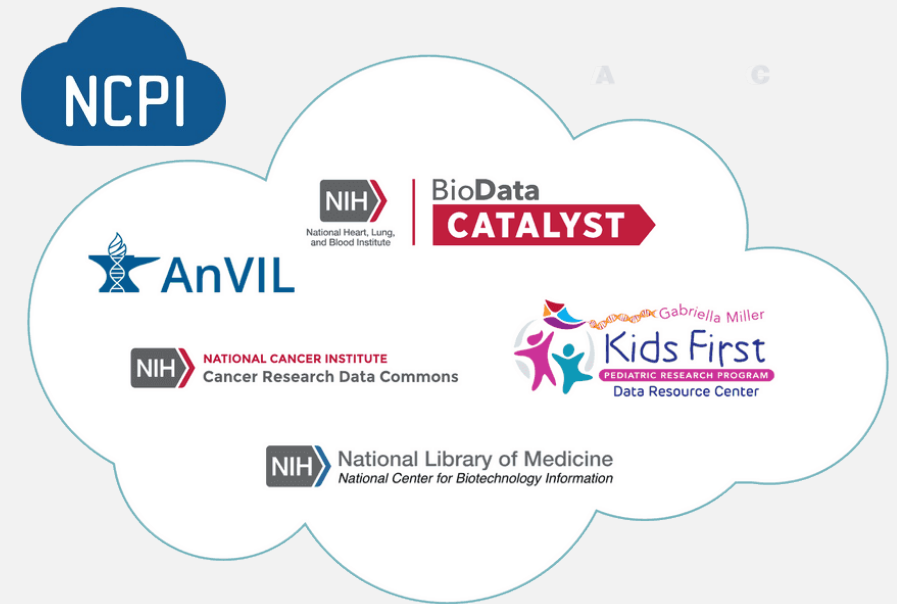 NCPI
A C
NIH
National Heart, Lung,
and Blood Institute
BioData
CATALYST
AnVIL
Gabriella Miller
Kids First
PEDIATRIC RESEARCH PROGRAM
Data Resource Center
NIH
NATIONAL CANCER INSTITUTE
Cancer Research Data Commons
NIH
National Library of Medicine
National Center for Biotechnology Information